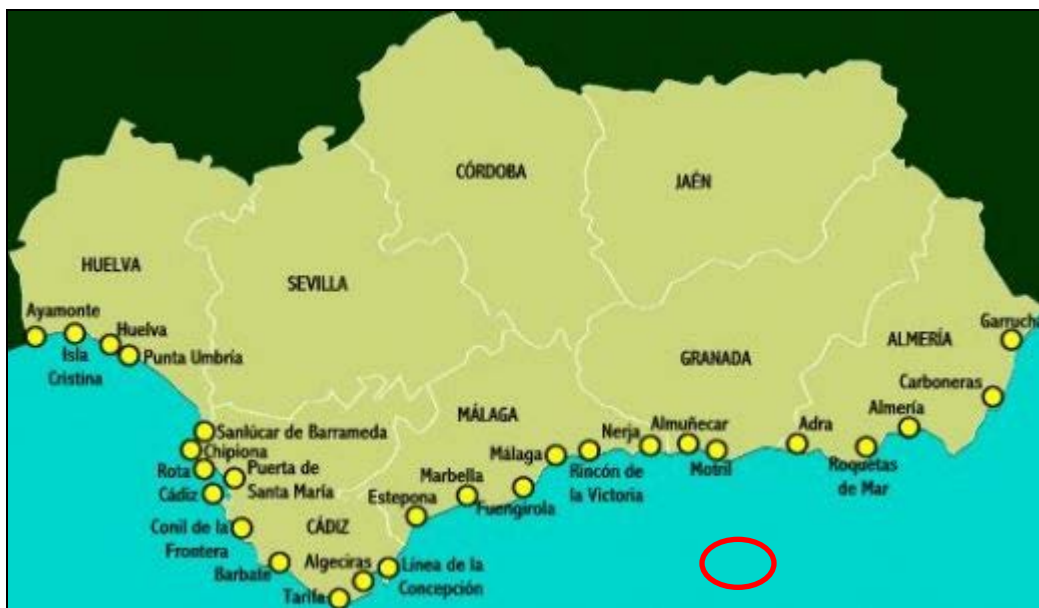 CÓRDOBA
JAÉN
HUELVA
SEVILLA
Ayamonte
Huelva
Isla
Cristina
Punta Umbría
GRANADA
ALMERÍA
Garrucha
Carboneras
MÁLAGA
Sanlúcar de Barrameda
Chipiona
Rota
Puerta de
Santa María
Cádiz
Málaga
Rincón de
la Victoria
Nerja
Almuñecar
Motril
Adra
Almería
Roquetas
de Mar
Marbella
Estepona
Fuengirola
Conil de la
Frontera
CÁDIZ
Barbate
Algeciras
Línea de la
Concepción
Tarifa